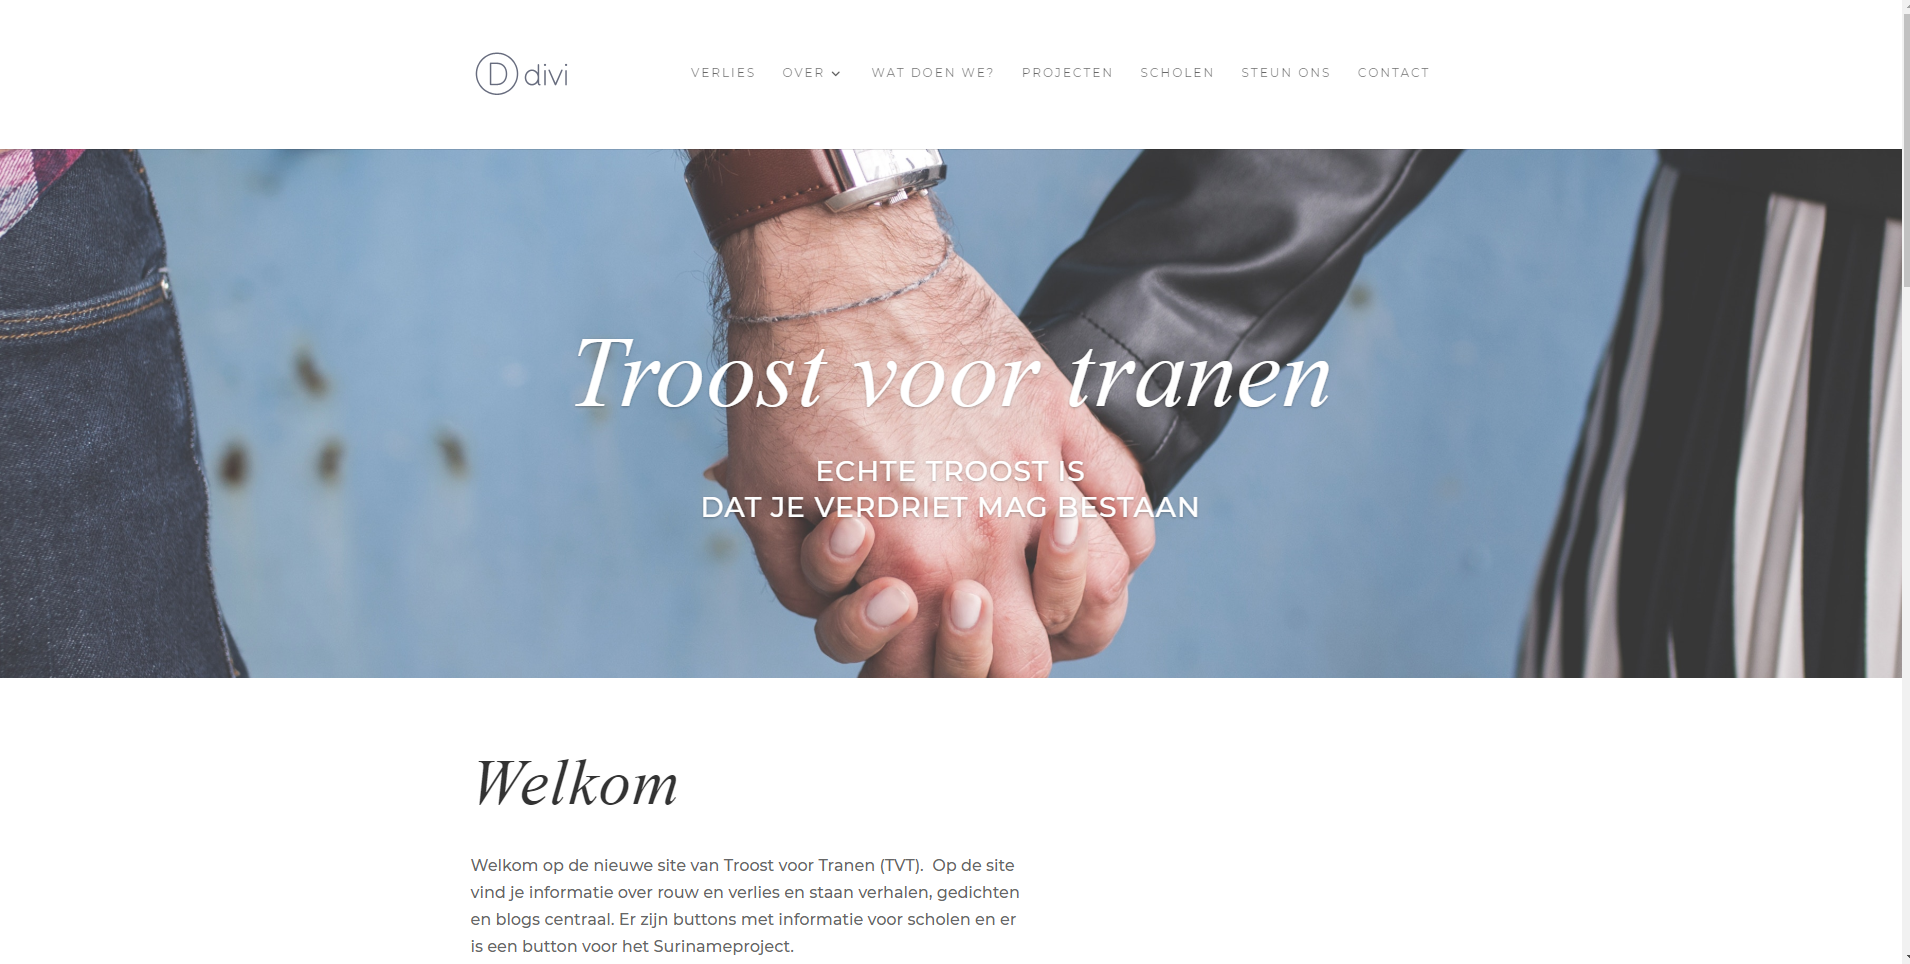 D divi
VERLIES OVER WAT DOEN WE? PROJECTEN SCHOLEN STEUN ONS CONTACT
Troost voor tranen
ECHTE TROOST IS
DAT JE VERDRIET MAG BESTAAN
Welkom
Welkom op de nieuwe site van Troost voor Tranen (TVT).  Op de site
vind je informatie over rouw en verlies en staan verhalen, gedichten
en blogs centraal. Er zijn buttons met informatie voor scholen en er
is een button voor het Surinameproject.